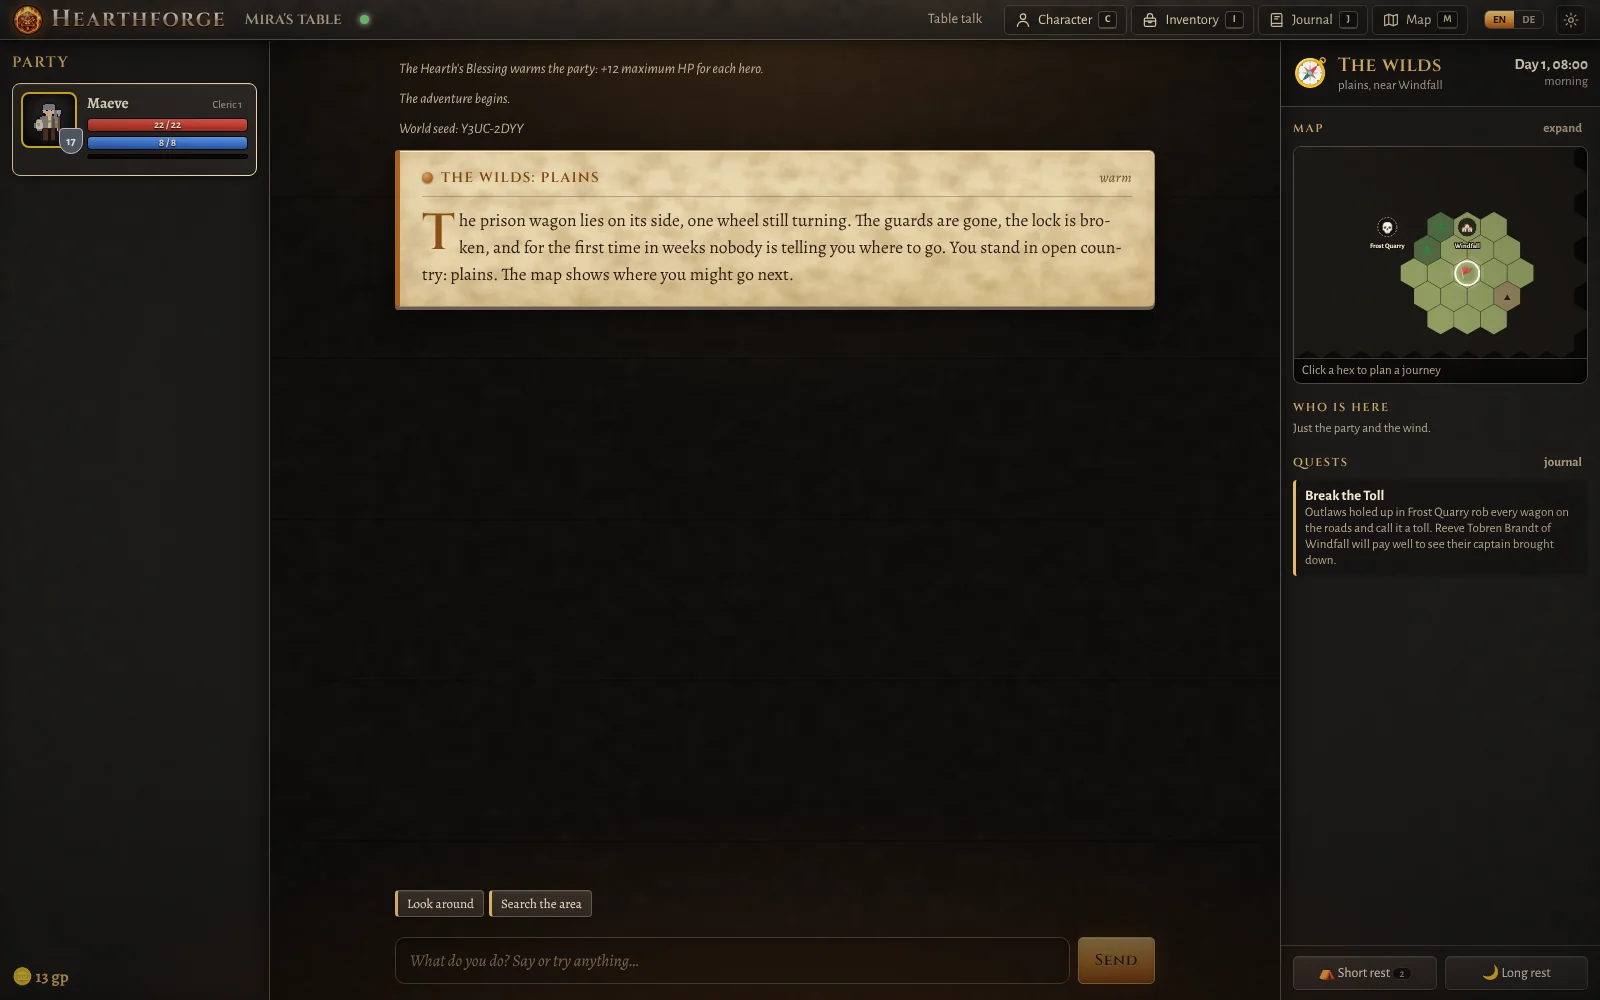 HEARTHFORGE
MIRA'S TABLE
Table talk
Character C
Inventory I
Journal J
Map M
EN DE
PARTY
Maeve
Cleric 1
22 / 22
8 / 8
17
13 gp
The Hearth's Blessing warms the party: +12 maximum HP for each hero.
The adventure begins.
World seed: Y3UC-2DYY
THE WILDS: PLAINS
warm
The prison wagon lies on its side, one wheel still turning. The guards are gone, the lock is bro-
ken, and for the first time in weeks nobody is telling you where to go. You stand in open coun-
try: plains. The map shows where you might go next.
Look around
Search the area
What do you do? Say or try anything...
SEND
THE WILDS
plains, near Windfall
Day 1, 08:00
morning
MAP
expand
Frost Quarry
Windfall
Click a hex to plan a journey
WHO IS HERE
Just the party and the wind.
QUESTS
journal
Break the Toll
Outlaws holed up in Frost Quarry rob every wagon on
the roads and call it a toll. Reeve Tobren Brandt of
Windfall will pay well to see their captain brought
down.
Short rest 2
Long rest